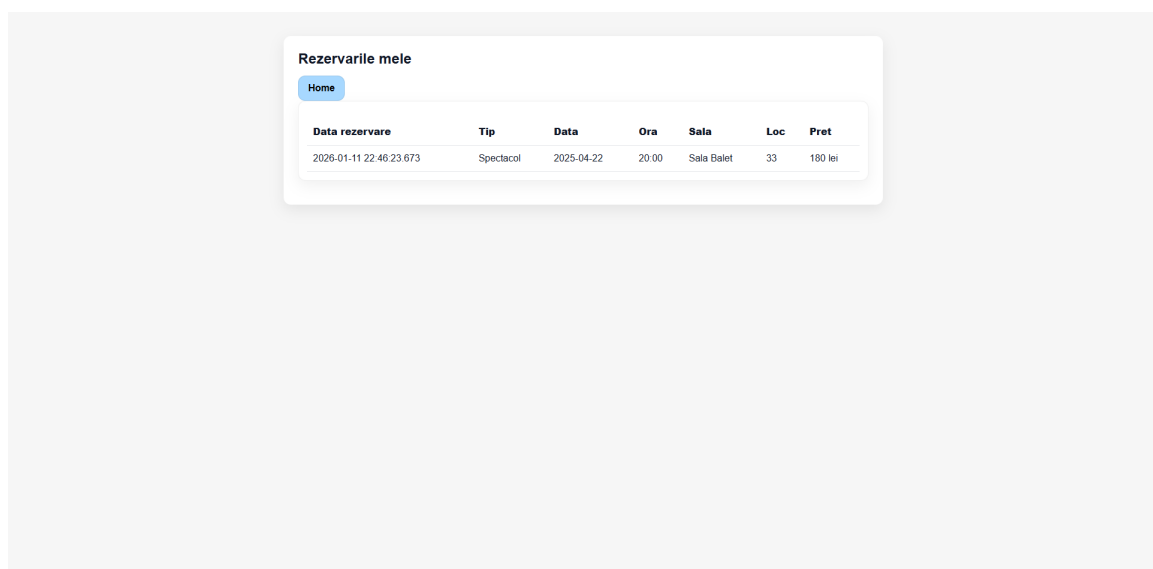 Rezervarile mele
Home
Data rezervare Tip Data Ora Sala Loc Pret
2026-01-11 22:46:23.673 Spectacol 2025-04-22 20:00 Sala Balet 33 180 lei